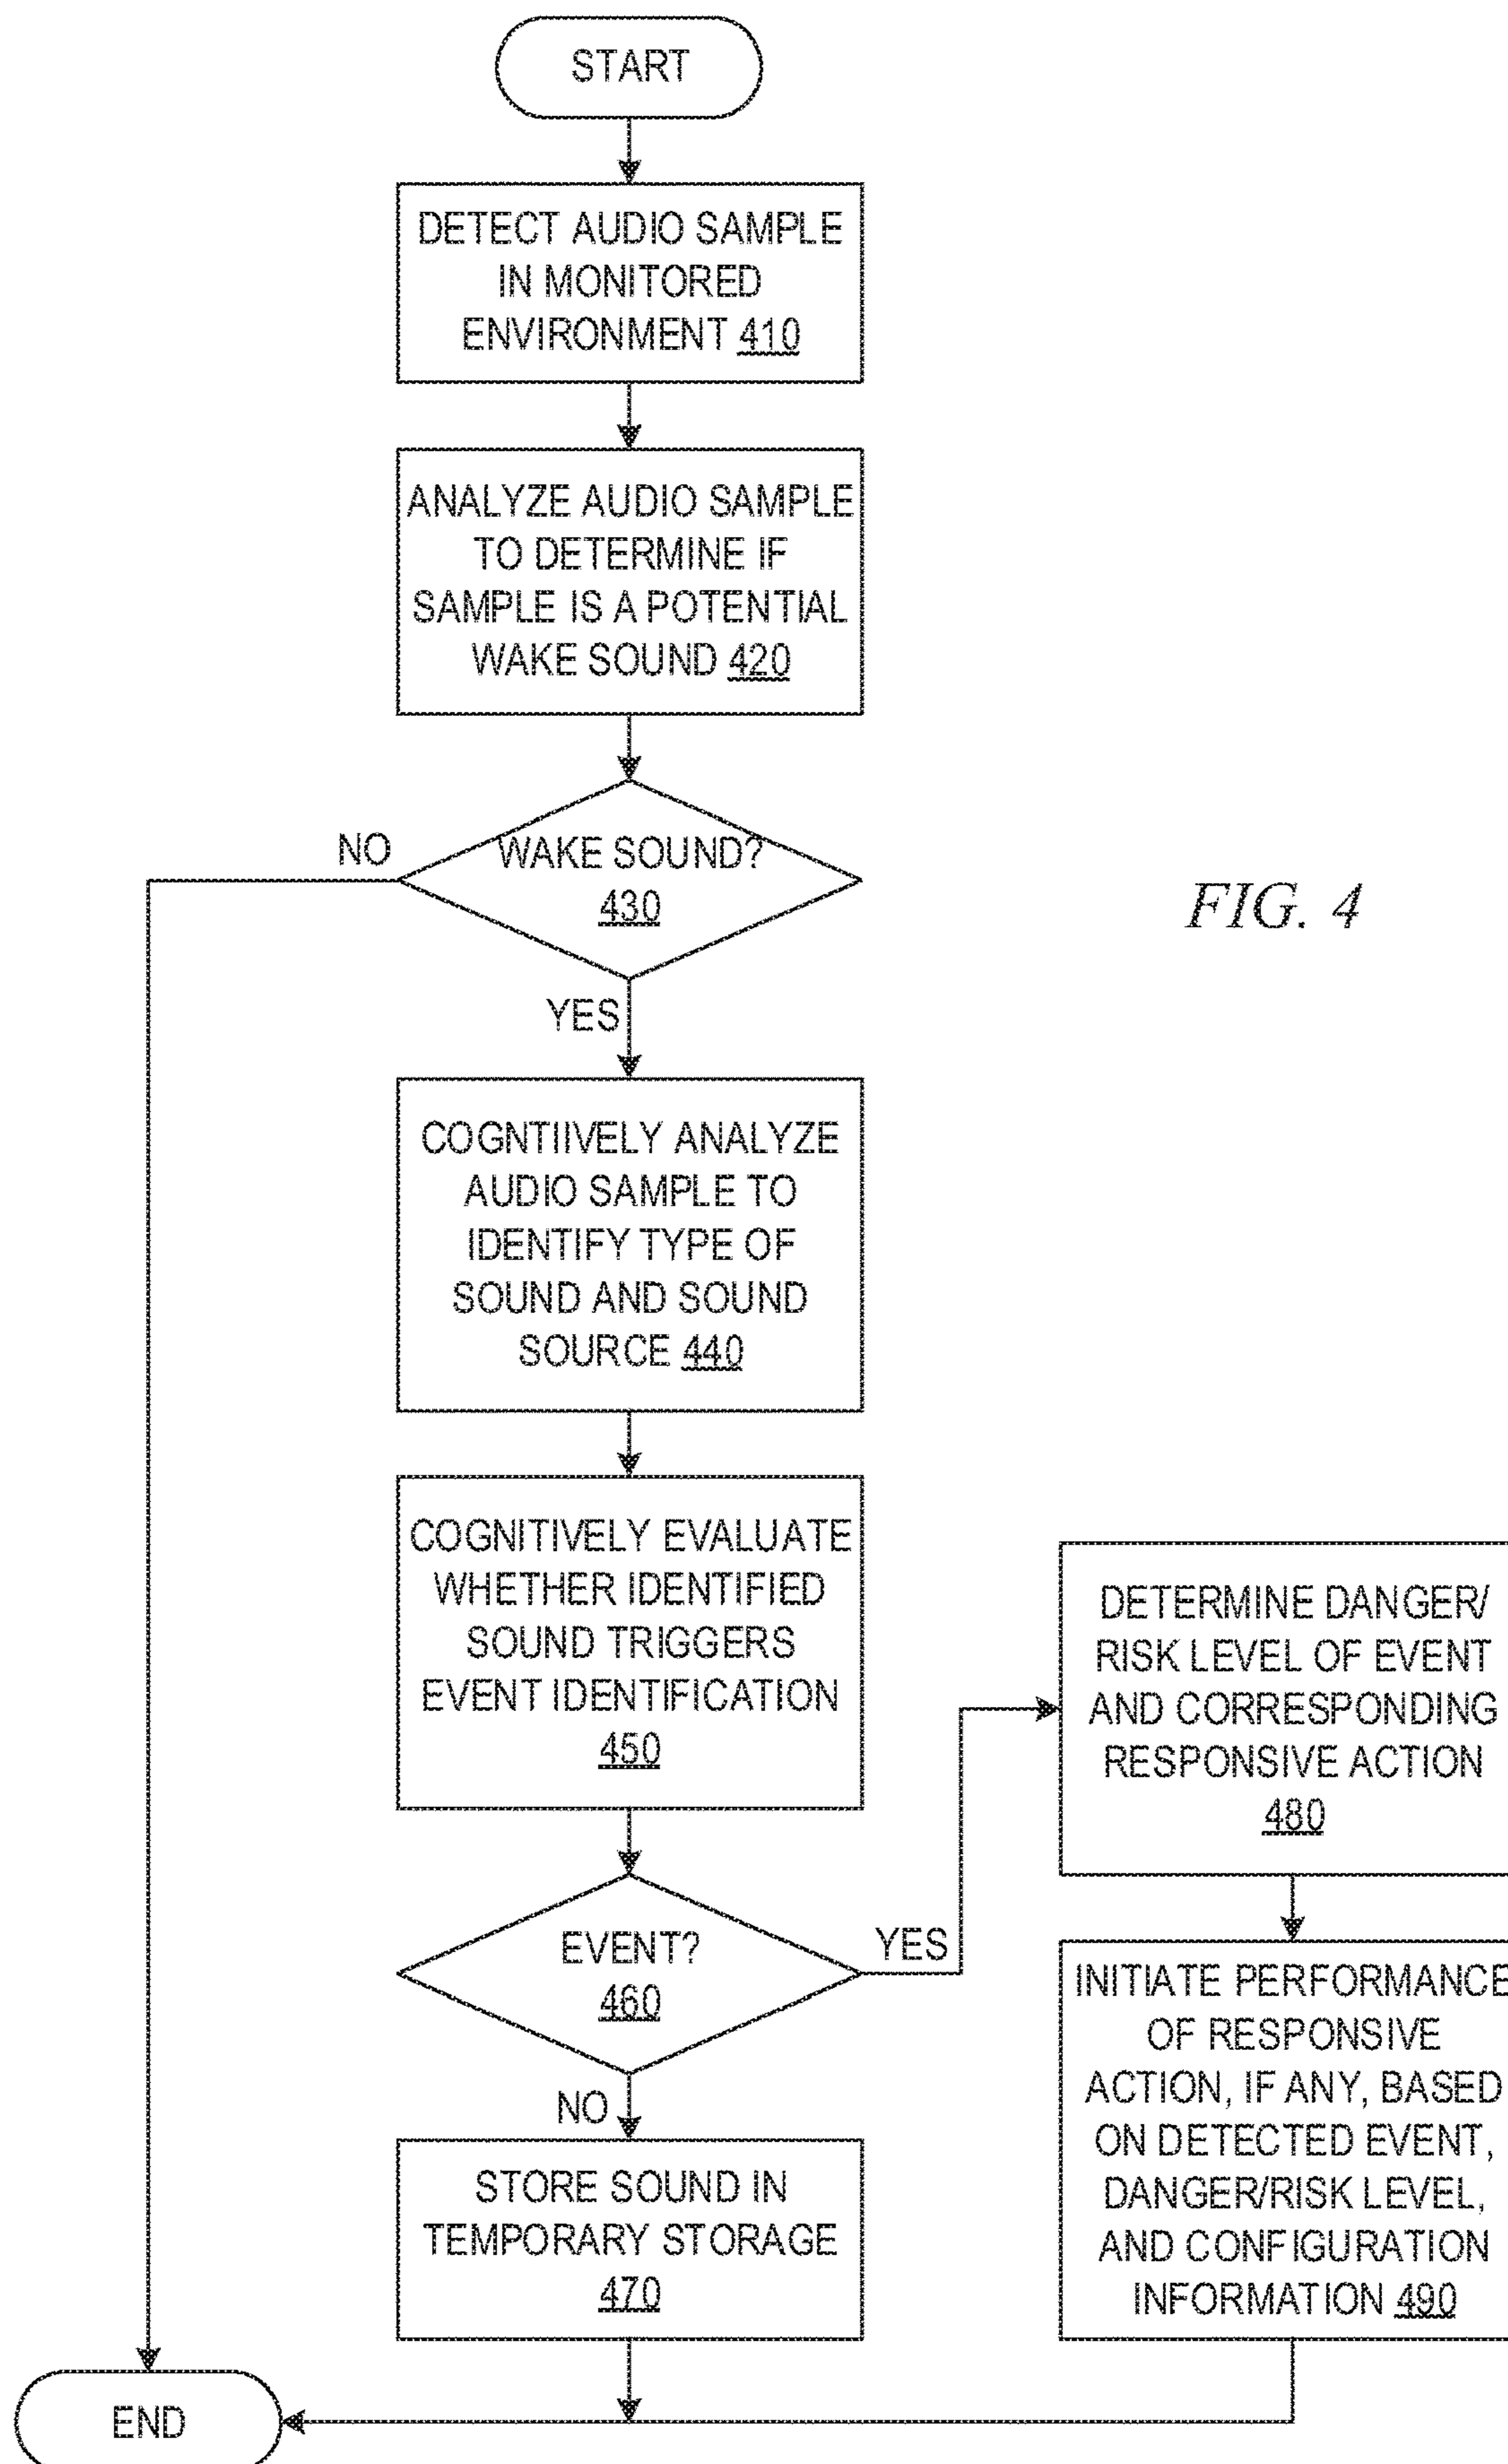 START
DETECT AUDIO SAMPLE
IN MONITORED
ENVIRONMENT 410
ANALYZE AUDIO SAMPLE
TO DETERMINE IF
SAMPLE IS A POTENTIAL
WAKE SOUND 420
NO
WAKE SOUND?
430
FIG. 4
YES
COGNTIIVELY ANALYZE
AUDIO SAMPLE TO
IDENTIFY TYPE OF
SOUND AND SOUND
SOURCE 440
COGNITIVELY EVALUATE
WHETHER IDENTIFIED
SOUND TRIGGERS
EVENT IDENTIFICATION
450
EVENT?
460
YES
NO
STORE SOUND IN
TEMPORARY STORAGE
470
DETERMINE DANGER/
RISK LEVEL OF EVENT
AND CORRESPONDING
RESPONSIVE ACTION
480
INITIATE PERFORMANCE
OF RESPONSIVE
ACTION, IF ANY, BASED
ON DETECTED EVENT,
DANGER/RISK LEVEL,
AND CONFIGURATION
INFORMATION 490
END